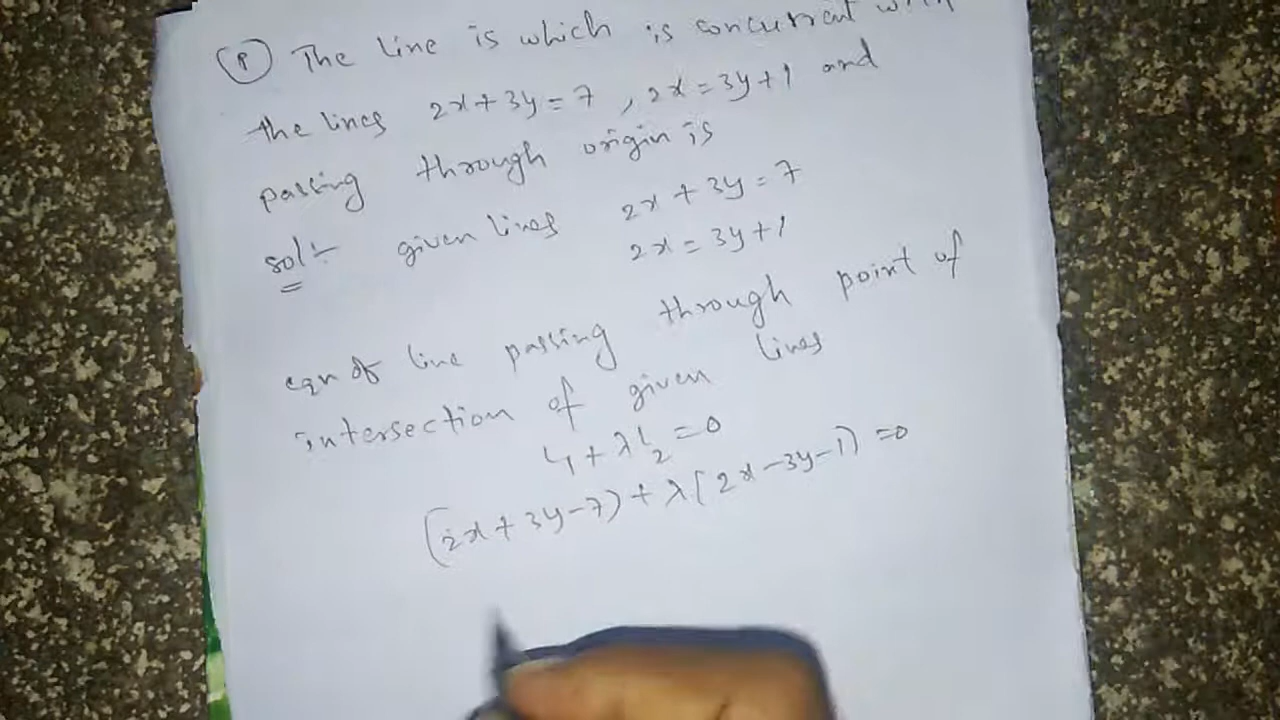 (P) The line is which is concurrent with
the lines 2x+3y=7 , 2x=3y+1 and
passing through origin is
sol:- given lines 2x+3y=7
2x=3y+1
eqn of line passing through point of
intersection of given lines
L1+λL2=0
(2x+3y-7)+λ(2x-3y-1)=0